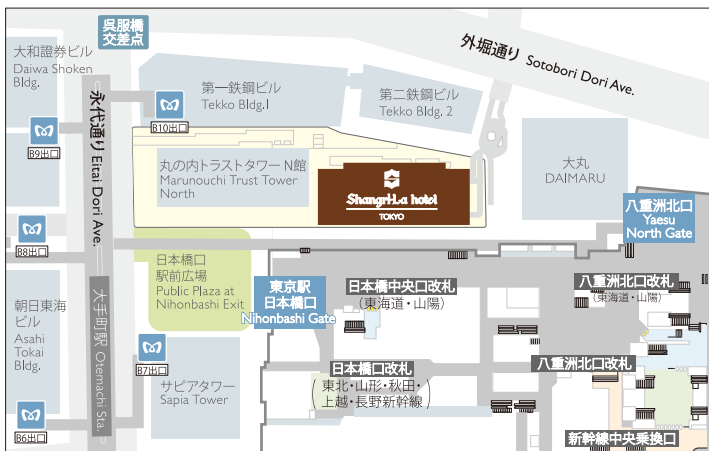 呉服橋
交差点
外堀通り Sotobori Dori Ave.
大和證券ビル
Daiwa Shoken
Bldg.
第一鉄鋼ビル
Tekko Bldg.1
第二鉄鋼ビル
Tekko Bldg. 2
B10出口
B9出口
永代通り Eitai Dori Ave.
丸の内トラストタワー N館
Marunouchi Trust Tower
North
Shangri-La hotel
TOKYO
大丸
DAIMARU
八重洲北口
Yaesu
North Gate
B8出口
日本橋口
駅前広場
Public Plaza at
Nihonbashi Exit
東京駅
日本橋口
Nihonbashi Gate
日本橋中央口改札
(東海道・山陽)
八重洲北口改札
(東海道・山陽)
朝日東海
ビル
Asahi
Tokai
Bldg.
大手町駅 Otemachi Sta.
B7出口
サピアタワー
Sapia Tower
日本橋口改札
(東北・山形・秋田・
上越・長野新幹線)
八重洲北口改札
B6出口
新幹線中央乗換口